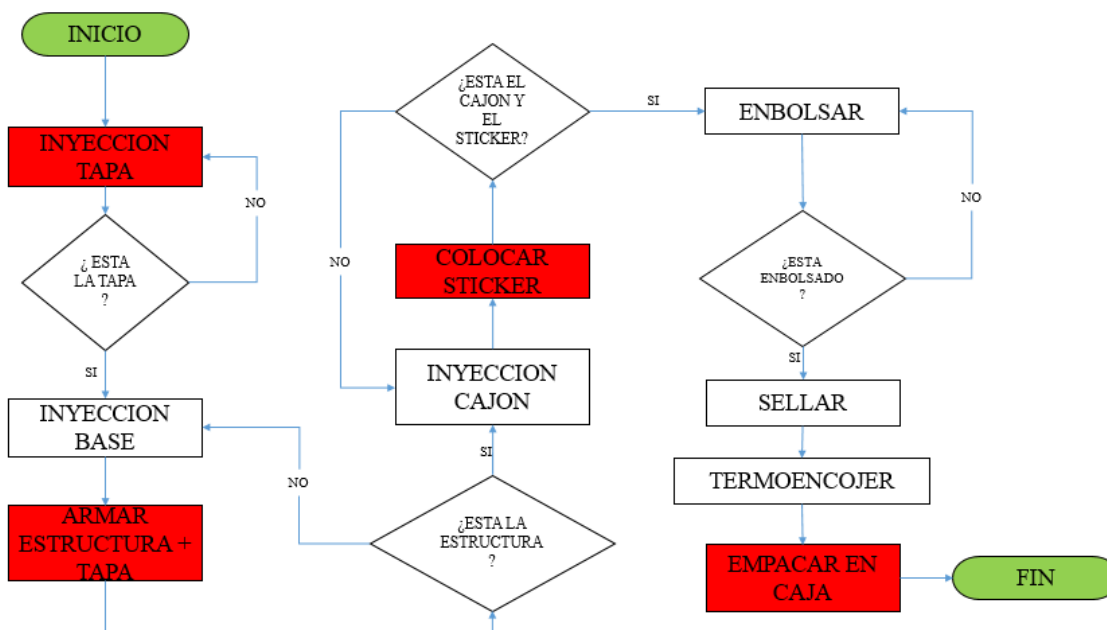 INICIO
INYECCION
TAPA
NO
¿ ESTA
LA TAPA
?
SI
INYECCION
BASE
ARMAR
ESTRUCTURA +
TAPA
¿ESTA LA
ESTRUCTURA
?
NO
SI
INYECCION
CAJON
COLOCAR
STICKER
¿ESTA EL
CAJON Y
EL
STICKER?
NO
SI
ENBOLSAR
¿ESTA
ENBOLSADO
?
NO
SI
SELLAR
TERMOENCOJER
EMPACAR EN
CAJA
FIN